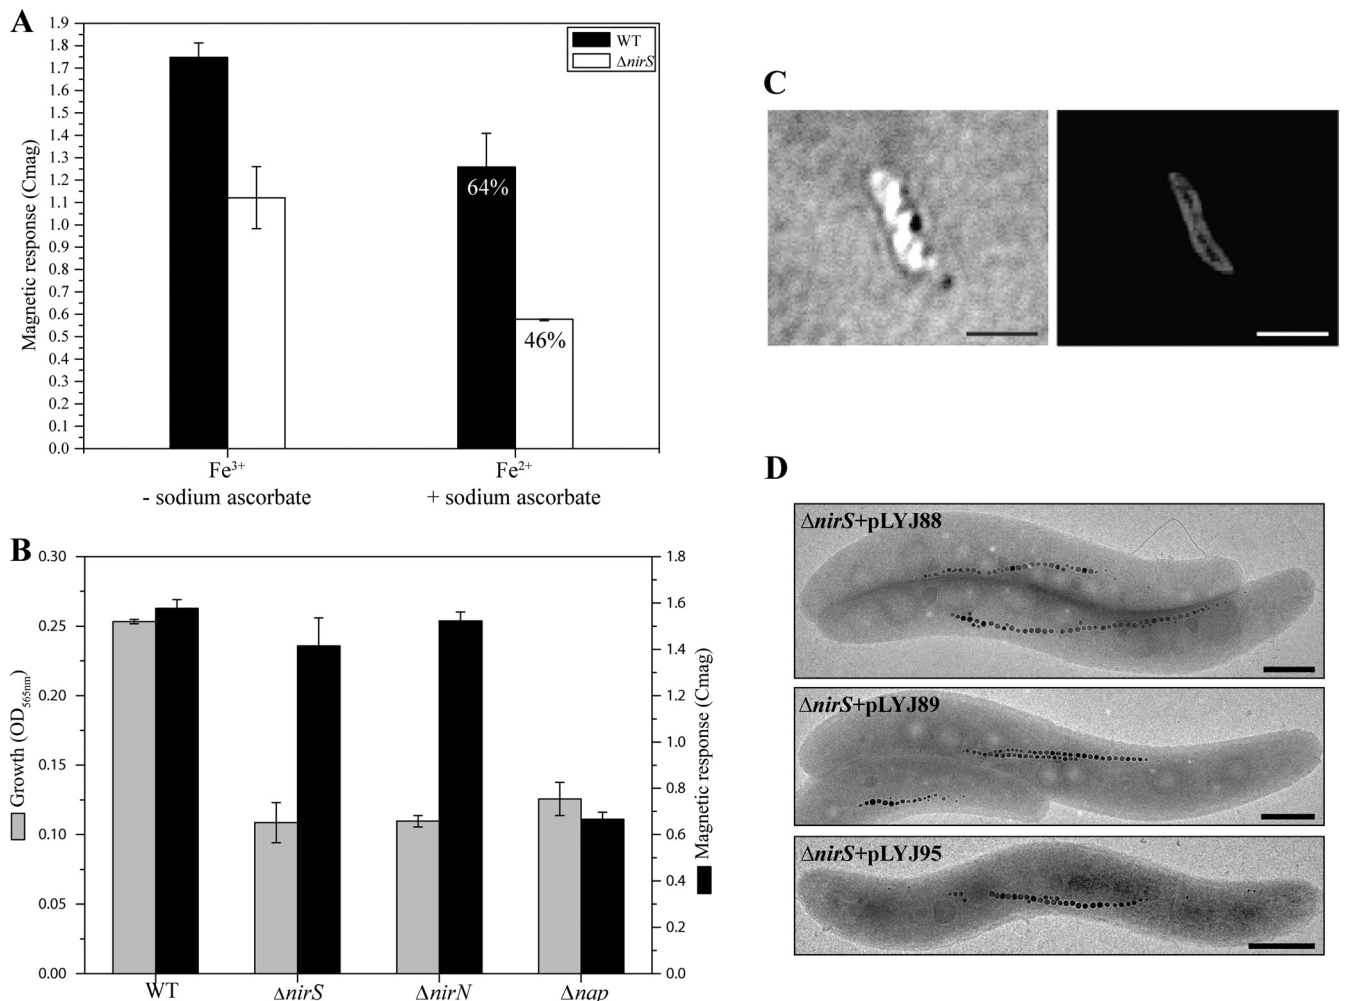 A
1.9
1.8
1.7
1.6
1.5
1.4
1.3
1.2
1.1
1.0
0.9
0.8
0.7
0.6
0.5
0.4
0.3
0.2
0.1
0.0
Magnetic response (Cmag)
WT
ΔnirS
64%
46%
Fe³⁺
- sodium ascorbate
Fe²⁺
+ sodium ascorbate
B
0.30
0.25
0.20
0.15
0.10
0.05
0.00
Growth (OD₅₆₅ₙₘ)
1.8
1.6
1.4
1.2
1.0
0.8
0.6
0.4
0.2
0.0
Magnetic response (Cmag)
WT
ΔnirS
ΔnirN
Δnap
C
D
ΔnirS+pLYJ88
ΔnirS+pLYJ89
ΔnirS+pLYJ95